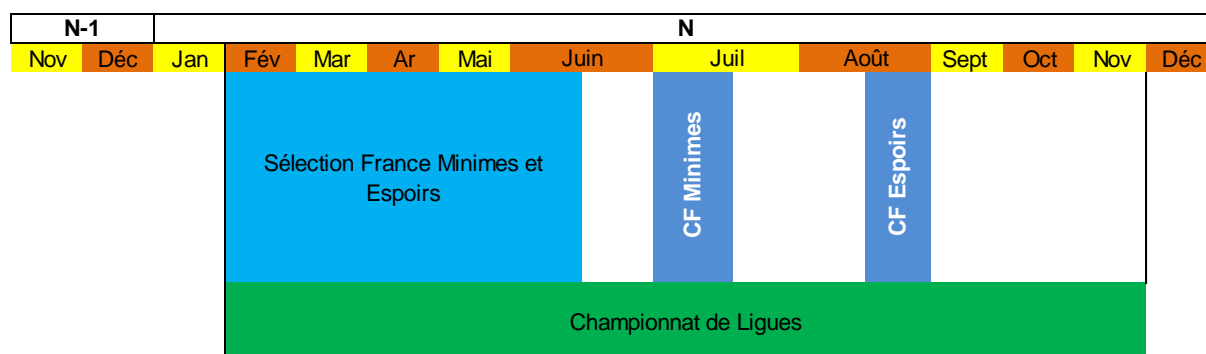 N-1 N
Nov Déc Jan Fév Mar Ar Mai Juin Juil Août Sept Oct Nov Déc
Sélection France Minimes et
Espoirs
CF Minimes
CF Espoirs
Championnat de Ligues